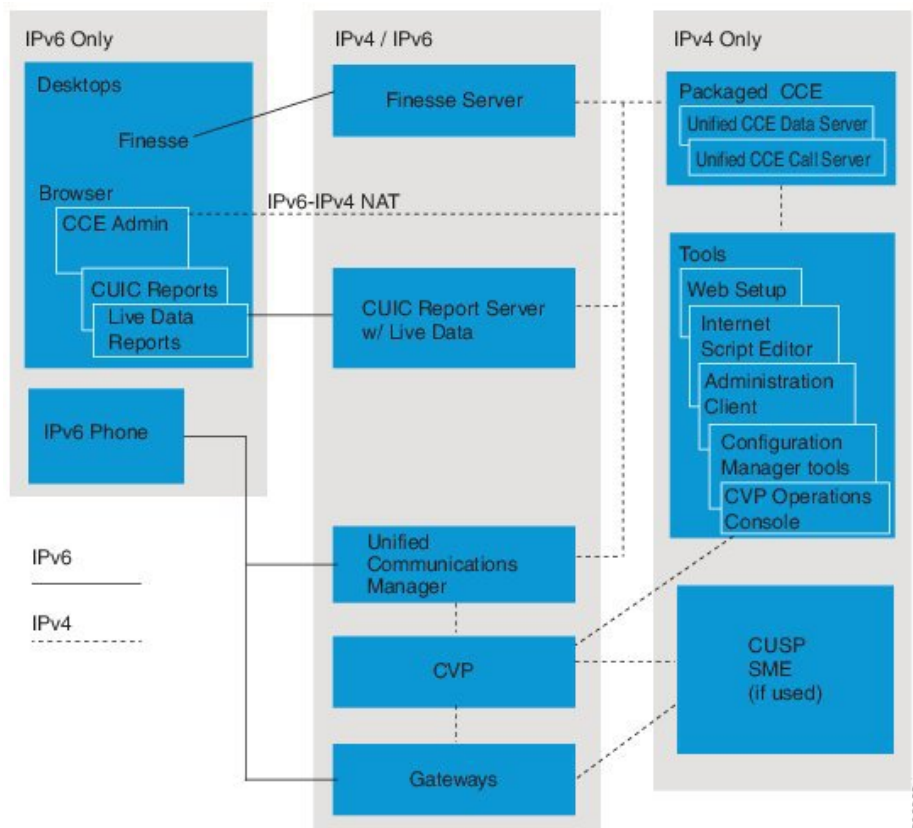 IPv6 Only
Desktops
Finesse
Browser
CCE Admin
CUIC Reports
Live Data
Reports
IPv6 Phone
IPv6
IPv4
IPv4 / IPv6
Finesse Server
IPv6-IPv4 NAT
CUIC Report Server
w/ Live Data
Unified
Communications
Manager
CVP
Gateways
IPv4 Only
Packaged CCE
Unified CCE Data Server
Unified CCE Call Server
Tools
Web Setup
Internet
Script Editor
Administration
Client
Configuration
Manager tools
CVP Operations
Console
CUSP
SME
(if used)